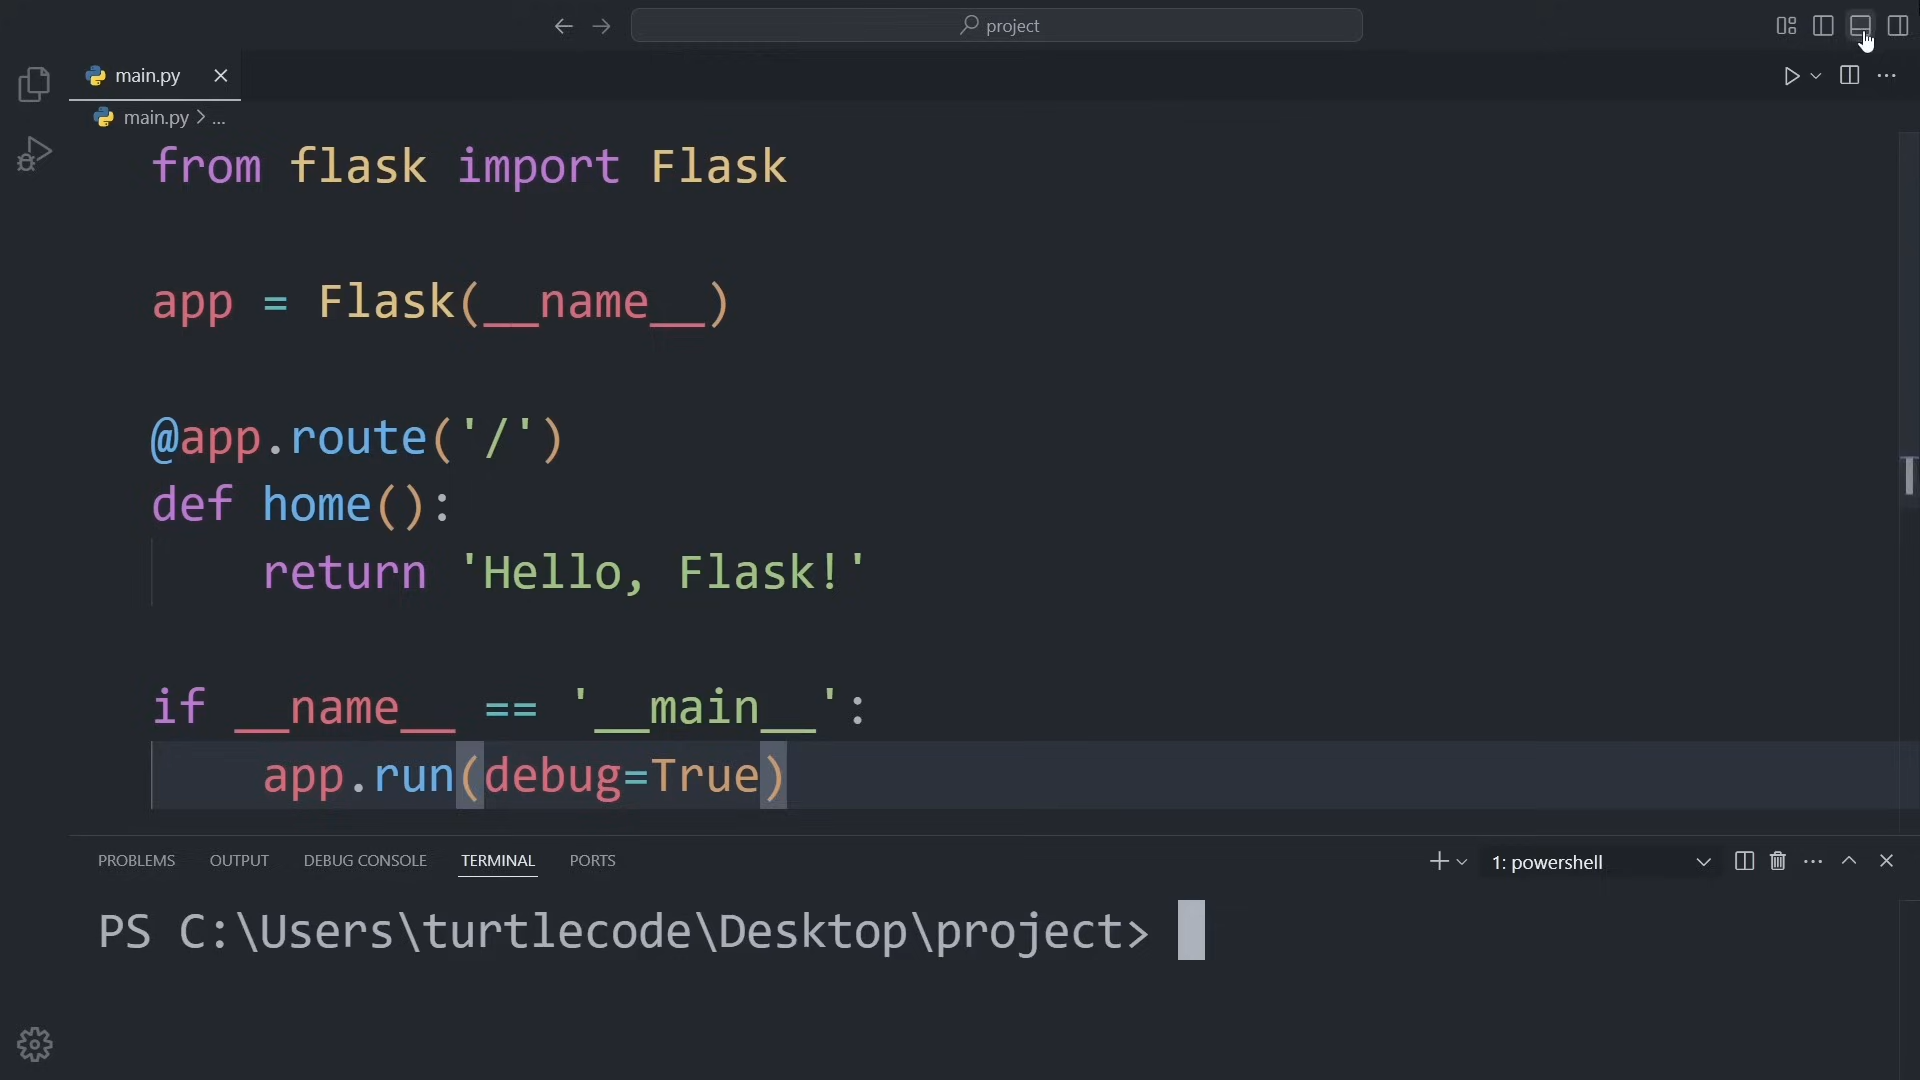 project
main.py
main.py > ...
from flask import Flask
app = Flask(__name__)
@app.route('/')
def home():
    return 'Hello, Flask!'
if __name__ == '__main__':
    app.run(debug=True)
PROBLEMS OUTPUT DEBUG CONSOLE TERMINAL PORTS 1: powershell
PS C:\Users\turtlecode\Desktop\project>